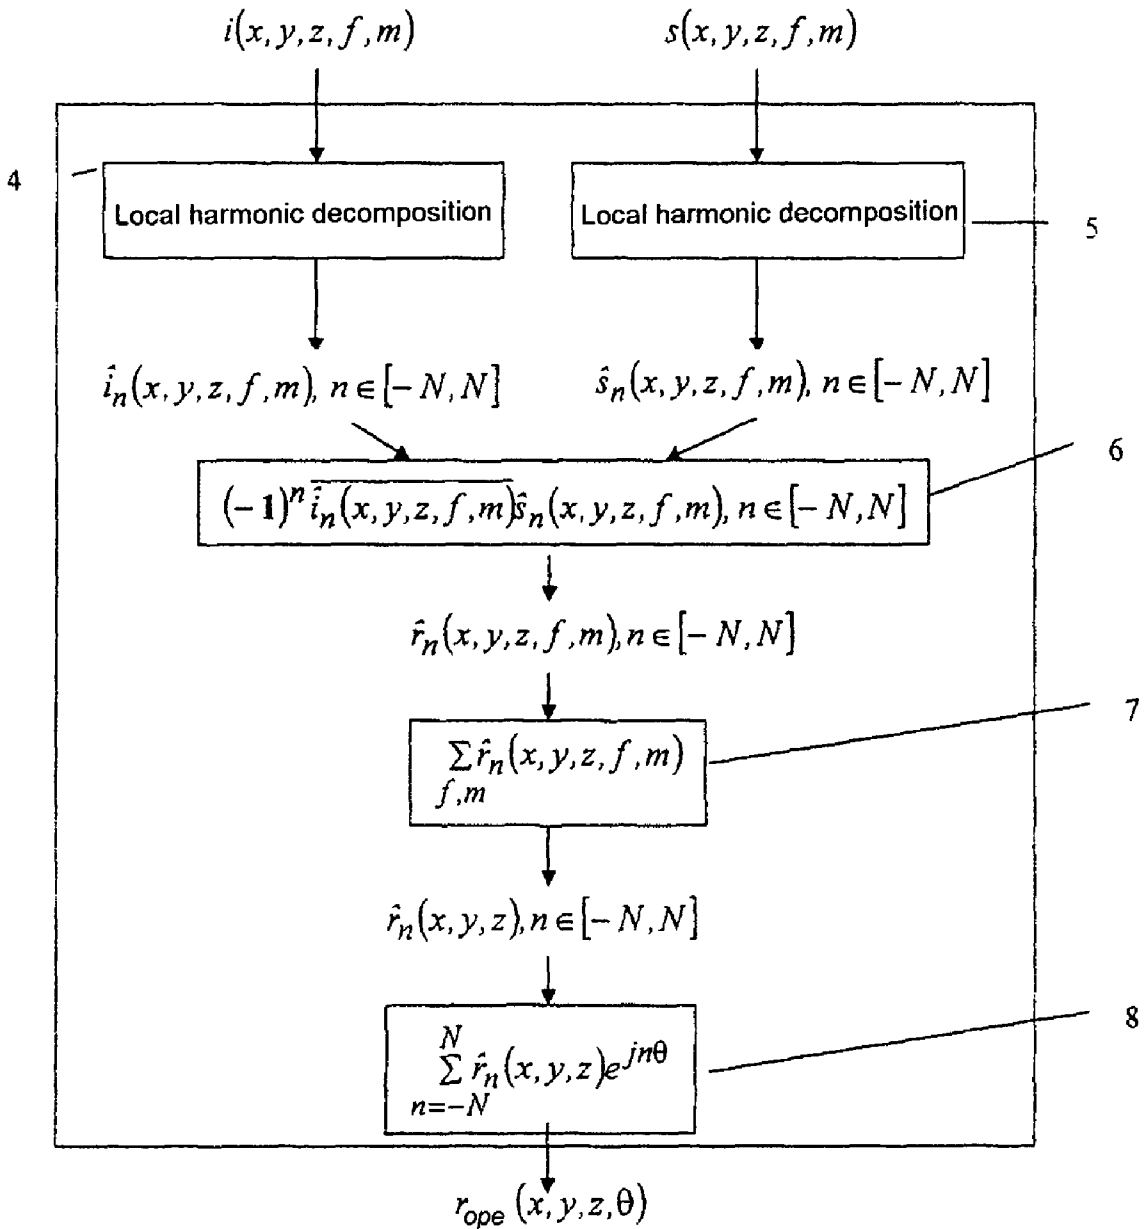 i(x, y, z, f, m) s(x, y, z, f, m)
4
Local harmonic decomposition Local harmonic decomposition
5
î_n(x, y, z, f, m), n ∈ [- N, N] ŝ_n(x, y, z, f, m), n ∈ [- N, N]
6
(-1)^n \overline{î_n(x, y, z, f, m)}ŝ_n(x, y, z, f, m), n ∈ [- N, N]
r̂_n(x, y, z, f, m), n ∈ [- N, N]
7
∑ r̂_n(x, y, z, f, m)
f, m
r̂_n(x, y, z), n ∈ [- N, N]
8
N
∑ r̂_n(x, y, z)e^{jnθ}
n=-N
r_ope (x, y, z, θ)